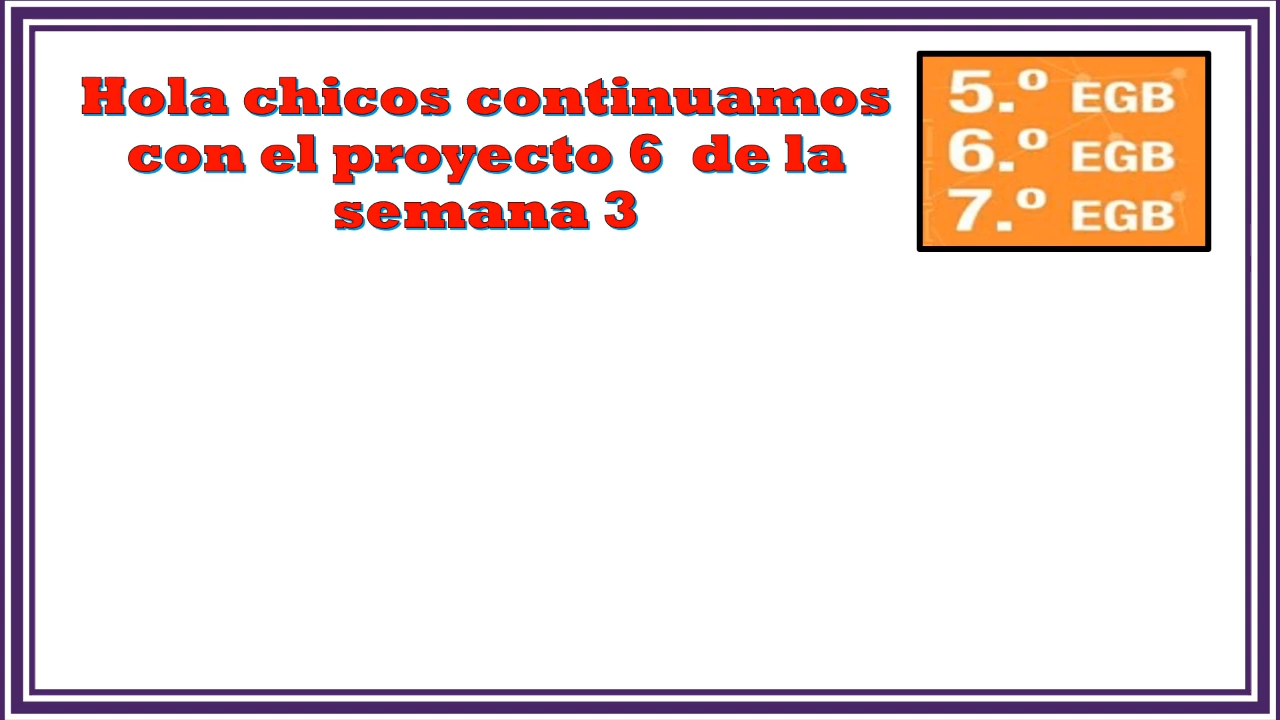 Hola chicos continuamos
con el proyecto 6 de la
semana 3
5.º EGB
6.º EGB
7.º EGB